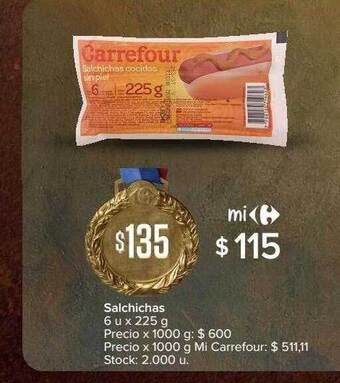 Carrefour
Salchichas cocidas
sin piel
6
225 g
$135
mi
$ 115
Salchichas
6 u x 225 g
Precio x 1000 g: $ 600
Precio x 1000 g Mi Carrefour: $ 511,11
Stock: 2.000 u.